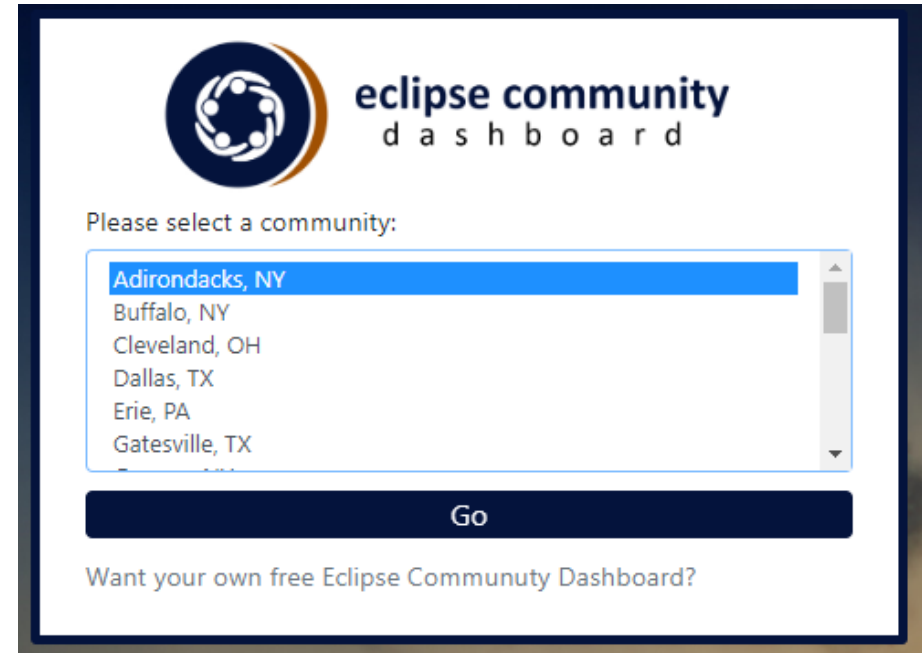 eclipse community
dashboard
Please select a community:
Adirondacks, NY
Buffalo, NY
Cleveland, OH
Dallas, TX
Erie, PA
Gatesville, TX
Go
Want your own free Eclipse Communuty Dashboard?